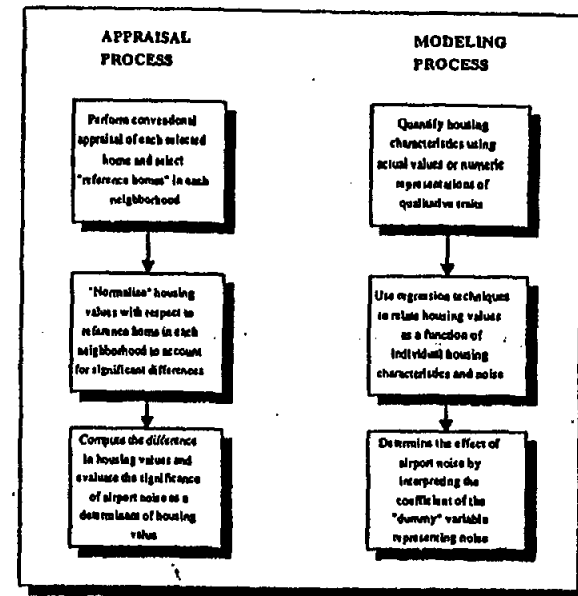 APPRAISAL
PROCESS
Perform conventional
appraisal of each selected
home and select
"reference homes" in each
neighborhood
"Normalize" housing
values with respect to
reference home in each
neighborhood to account
for significant differences
Compute the difference
in housing values and
evaluate the significance
of airport noise as a
determinant of housing
value
MODELING
PROCESS
Quantify housing
characteristics using
actual values or numeric
representations of
qualitative traits
Use regression techniques
to relate housing values
as a function of
individual housing
characteristics and noise
Determine the effect of
airport noise by
interpreting the
coefficient of the
"dummy" variable
representing noise